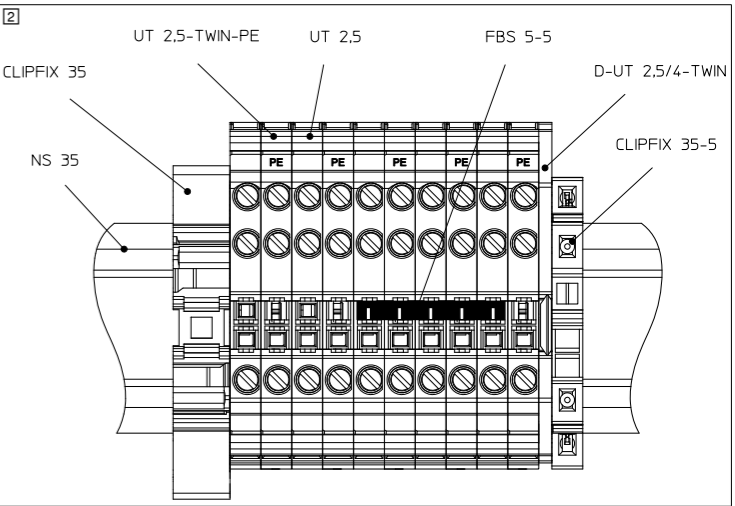 2
UT 2,5-TWIN-PE
UT 2,5
FBS 5-5
CLIPFIX 35
D-UT 2,5/4-TWIN
NS 35
CLIPFIX 35-5
PE PE PE PE PE